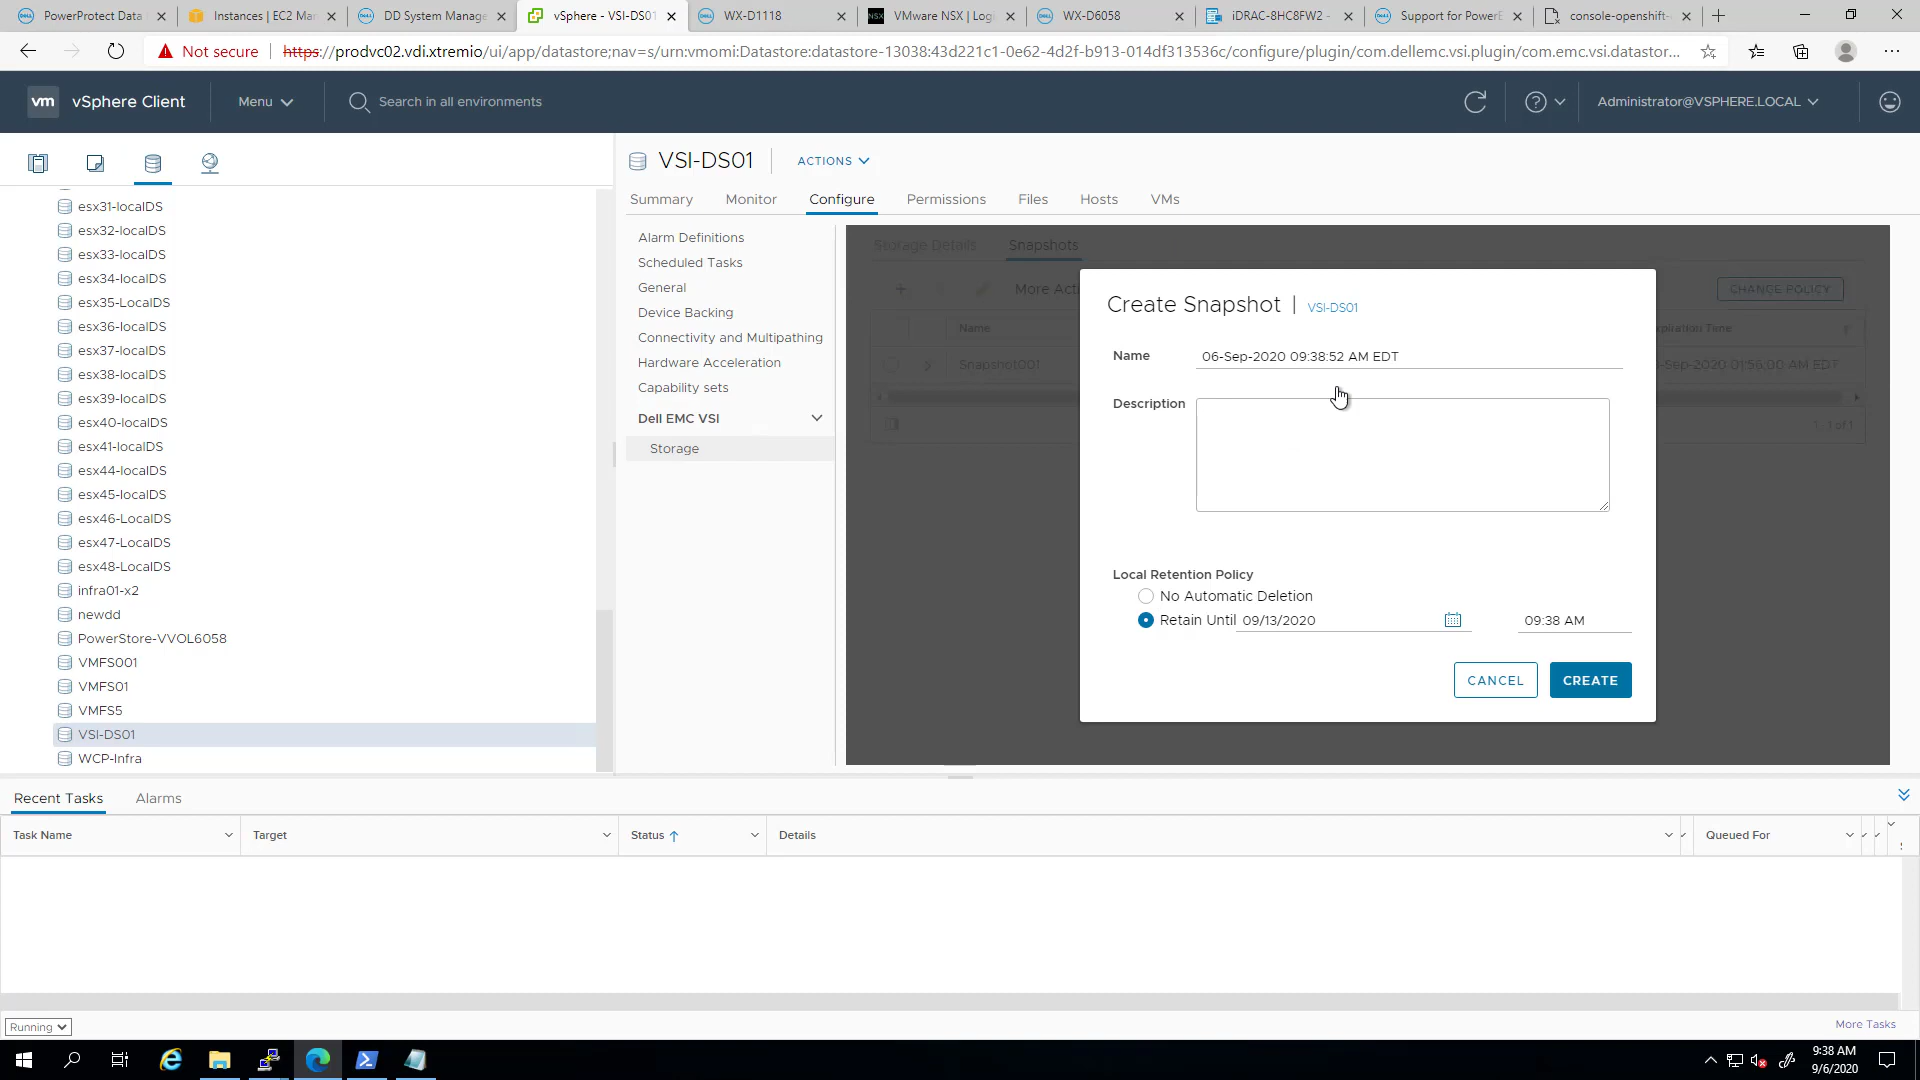 PowerProtect Data
Instances | EC2 Mar
DD System Manage
vSphere - VSI-DS01
WX-D1118
VMware NSX | Logi
WX-D6058
iDRAC-8HC8FW2 -
Support for PowerE
console-openshift-
Not secure
https://prodvc02.vdi.xtremio/ui/app/datastore;nav=s/urn:vmomi:Datastore:datastore-13038:43d221c1-0e62-4d2f-b913-014df313536c/configure/plugin/com.dellemc.vsi.plugin/com.emc.vsi.datastor...
vm vSphere Client
Menu
Search in all environments
Administrator@VSPHERE.LOCAL
esx31-localDS
esx32-localDS
esx33-localDS
esx34-localDS
esx35-LocalDS
esx36-localDS
esx37-localDS
esx38-localDS
esx39-localDS
esx40-localDS
esx41-localDS
esx44-localDS
esx45-localDS
esx46-LocalDS
esx47-LocalDS
esx48-LocalDS
infra01-x2
newdd
PowerStore-VVOL6058
VMFS001
VMFS01
VMFS5
VSI-DS01
WCP-Infra
VSI-DS01
ACTIONS
Summary
Monitor
Configure
Permissions
Files
Hosts
VMs
Alarm Definitions
Scheduled Tasks
General
Device Backing
Connectivity and Multipathing
Hardware Acceleration
Capability sets
Dell EMC VSI
Storage
Storage Details
Snapshots
More Acti
CHANGE POLICY
Name
xpiration Time
Snapshot001
-Sep-2020 01:56:00 AM EDT
1 - 1 of 1
Create Snapshot | VSI-DS01
Name
06-Sep-2020 09:38:52 AM EDT
Description
Local Retention Policy
No Automatic Deletion
Retain Until 09/13/2020
09:38 AM
CANCEL
CREATE
Recent Tasks
Alarms
Task Name
Target
Status
Details
Queued For
Running
More Tasks
9:38 AM
9/6/2020